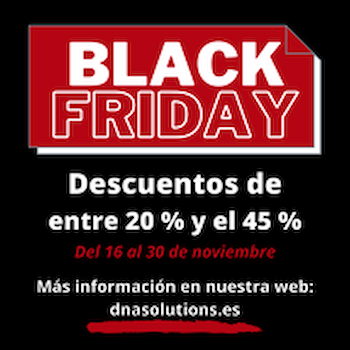 BLACK
FRIDAY
Descuentos de
entre 20 % y el 45 %
Del 16 al 30 de noviembre
Más información en nuestra web:
dnasolutions.es